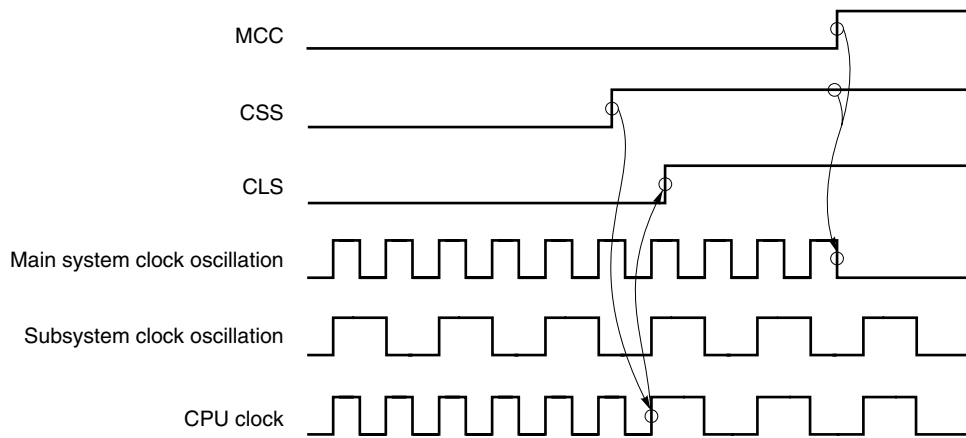 MCC
CSS
CLS
Main system clock oscillation
Subsystem clock oscillation
CPU clock